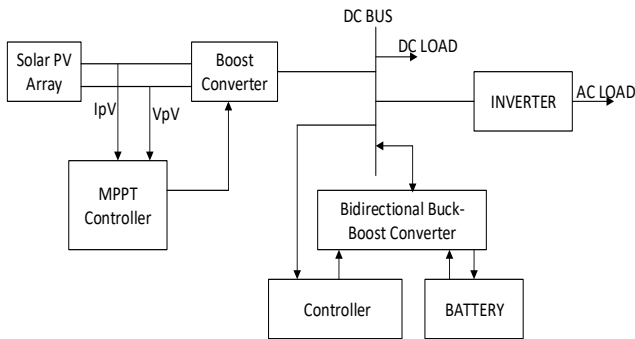 DC BUS
Solar PV
Array
Boost
Converter
DC LOAD
INVERTER
AC LOAD
IpV
VpV
MPPT
Controller
Bidirectional Buck-
Boost Converter
Controller
BATTERY